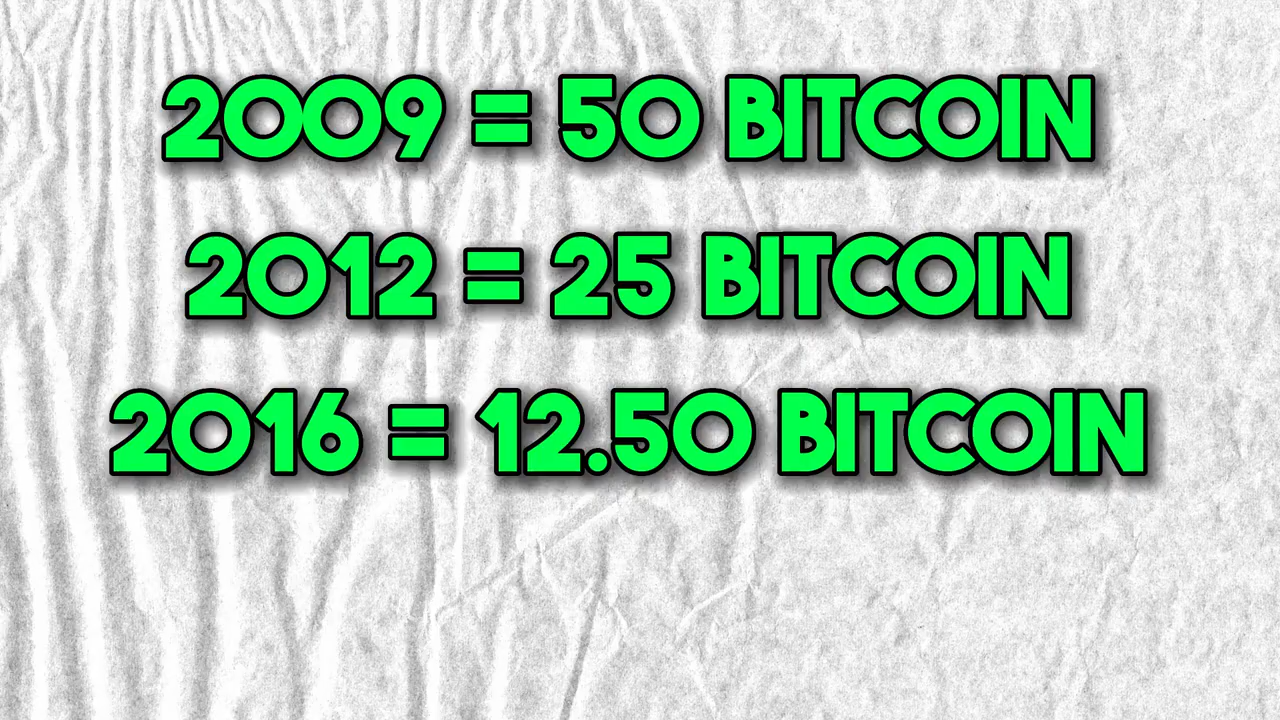 2009 = 50 BITCOIN
2012 = 25 BITCOIN
2016 = 12.50 BITCOIN